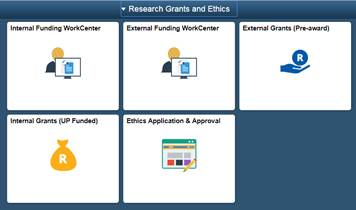 Research Grants and Ethics
Internal Funding WorkCenter
External Funding WorkCenter
External Grants (Pre-award)
R
Internal Grants (UP Funded)
Ethics Application & Approval
R